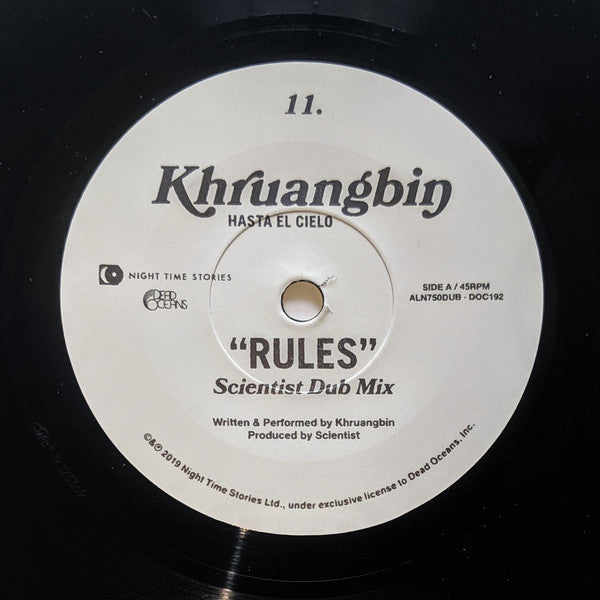 11.
Khruangbin
HASTA EL CIELO
NIGHT TIME STORIES
DEAD
OCEANS
SIDE A / 45RPM
ALN750DUB · DOC192
“RULES”
Scientist Dub Mix
Written & Performed by Khruangbin
Produced by Scientist
©&℗ 2019 Night Time Stories Ltd., under exclusive license to Dead Oceans, Inc.